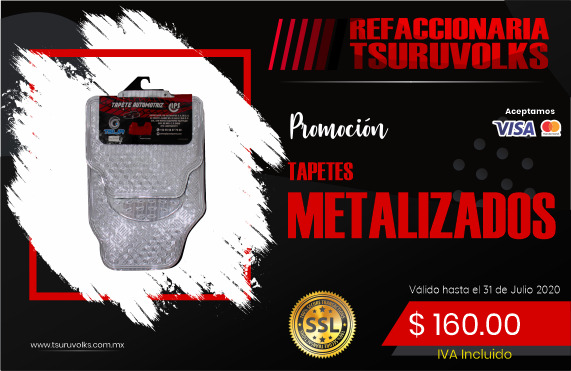 REFACCIONARIA
TSURUVOLKS
Aceptamos
VISA
Promoción
TAPETES
METALIZADOS
TAPETE AUTOMOTRIZ
Válido hasta el 31 de Julio 2020
$ 160.00
IVA Incluido
SSL
www.tsuruvolks.com.mx